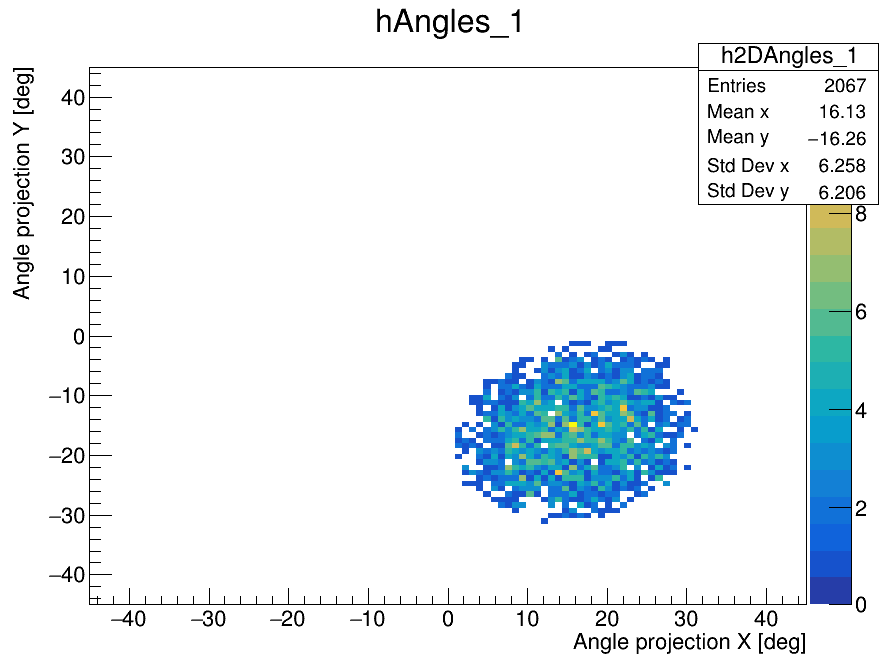 hAngles_1
h2DAngles_1
Entries 2067
Mean x 16.13
Mean y −16.26
Std Dev x 6.258
Std Dev y 6.206
Angle projection Y [deg]
40
30
20
10
0
−10
−20
−30
−40
−40 −30 −20 −10 0 10 20 30 40
Angle projection X [deg]
8
6
4
2
0